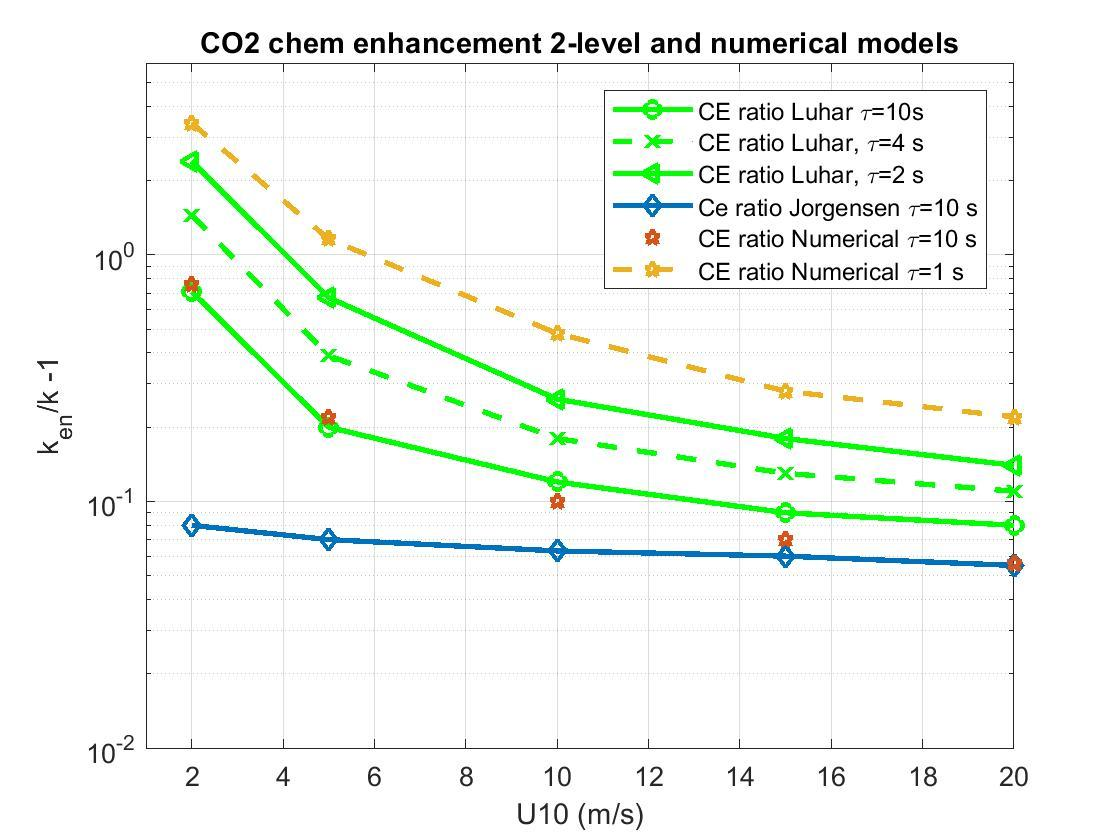 CO2 chem enhancement 2-level and numerical models
CE ratio Luhar τ=10s
CE ratio Luhar, τ=4 s
CE ratio Luhar, τ=2 s
Ce ratio Jorgensen τ=10 s
CE ratio Numerical τ=10 s
CE ratio Numerical τ=1 s
10^0
10^-1
10^-2
k_en/k -1
2 4 6 8 10 12 14 16 18 20
U10 (m/s)